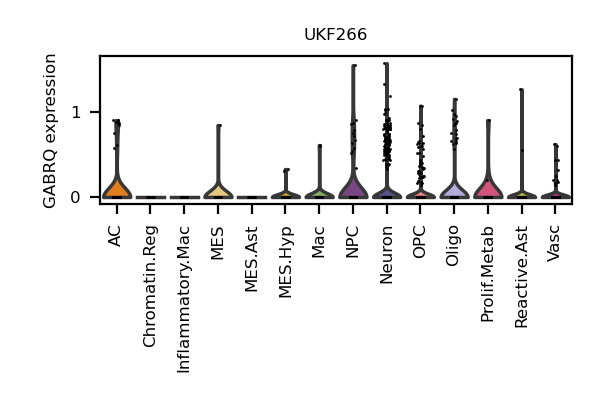 UKF266
GABRQ expression
1
0
AC
Chromatin.Reg
Inflammatory.Mac
MES
MES.Ast
MES.Hyp
Mac
NPC
Neuron
OPC
Oligo
Prolif.Metab
Reactive.Ast
Vasc